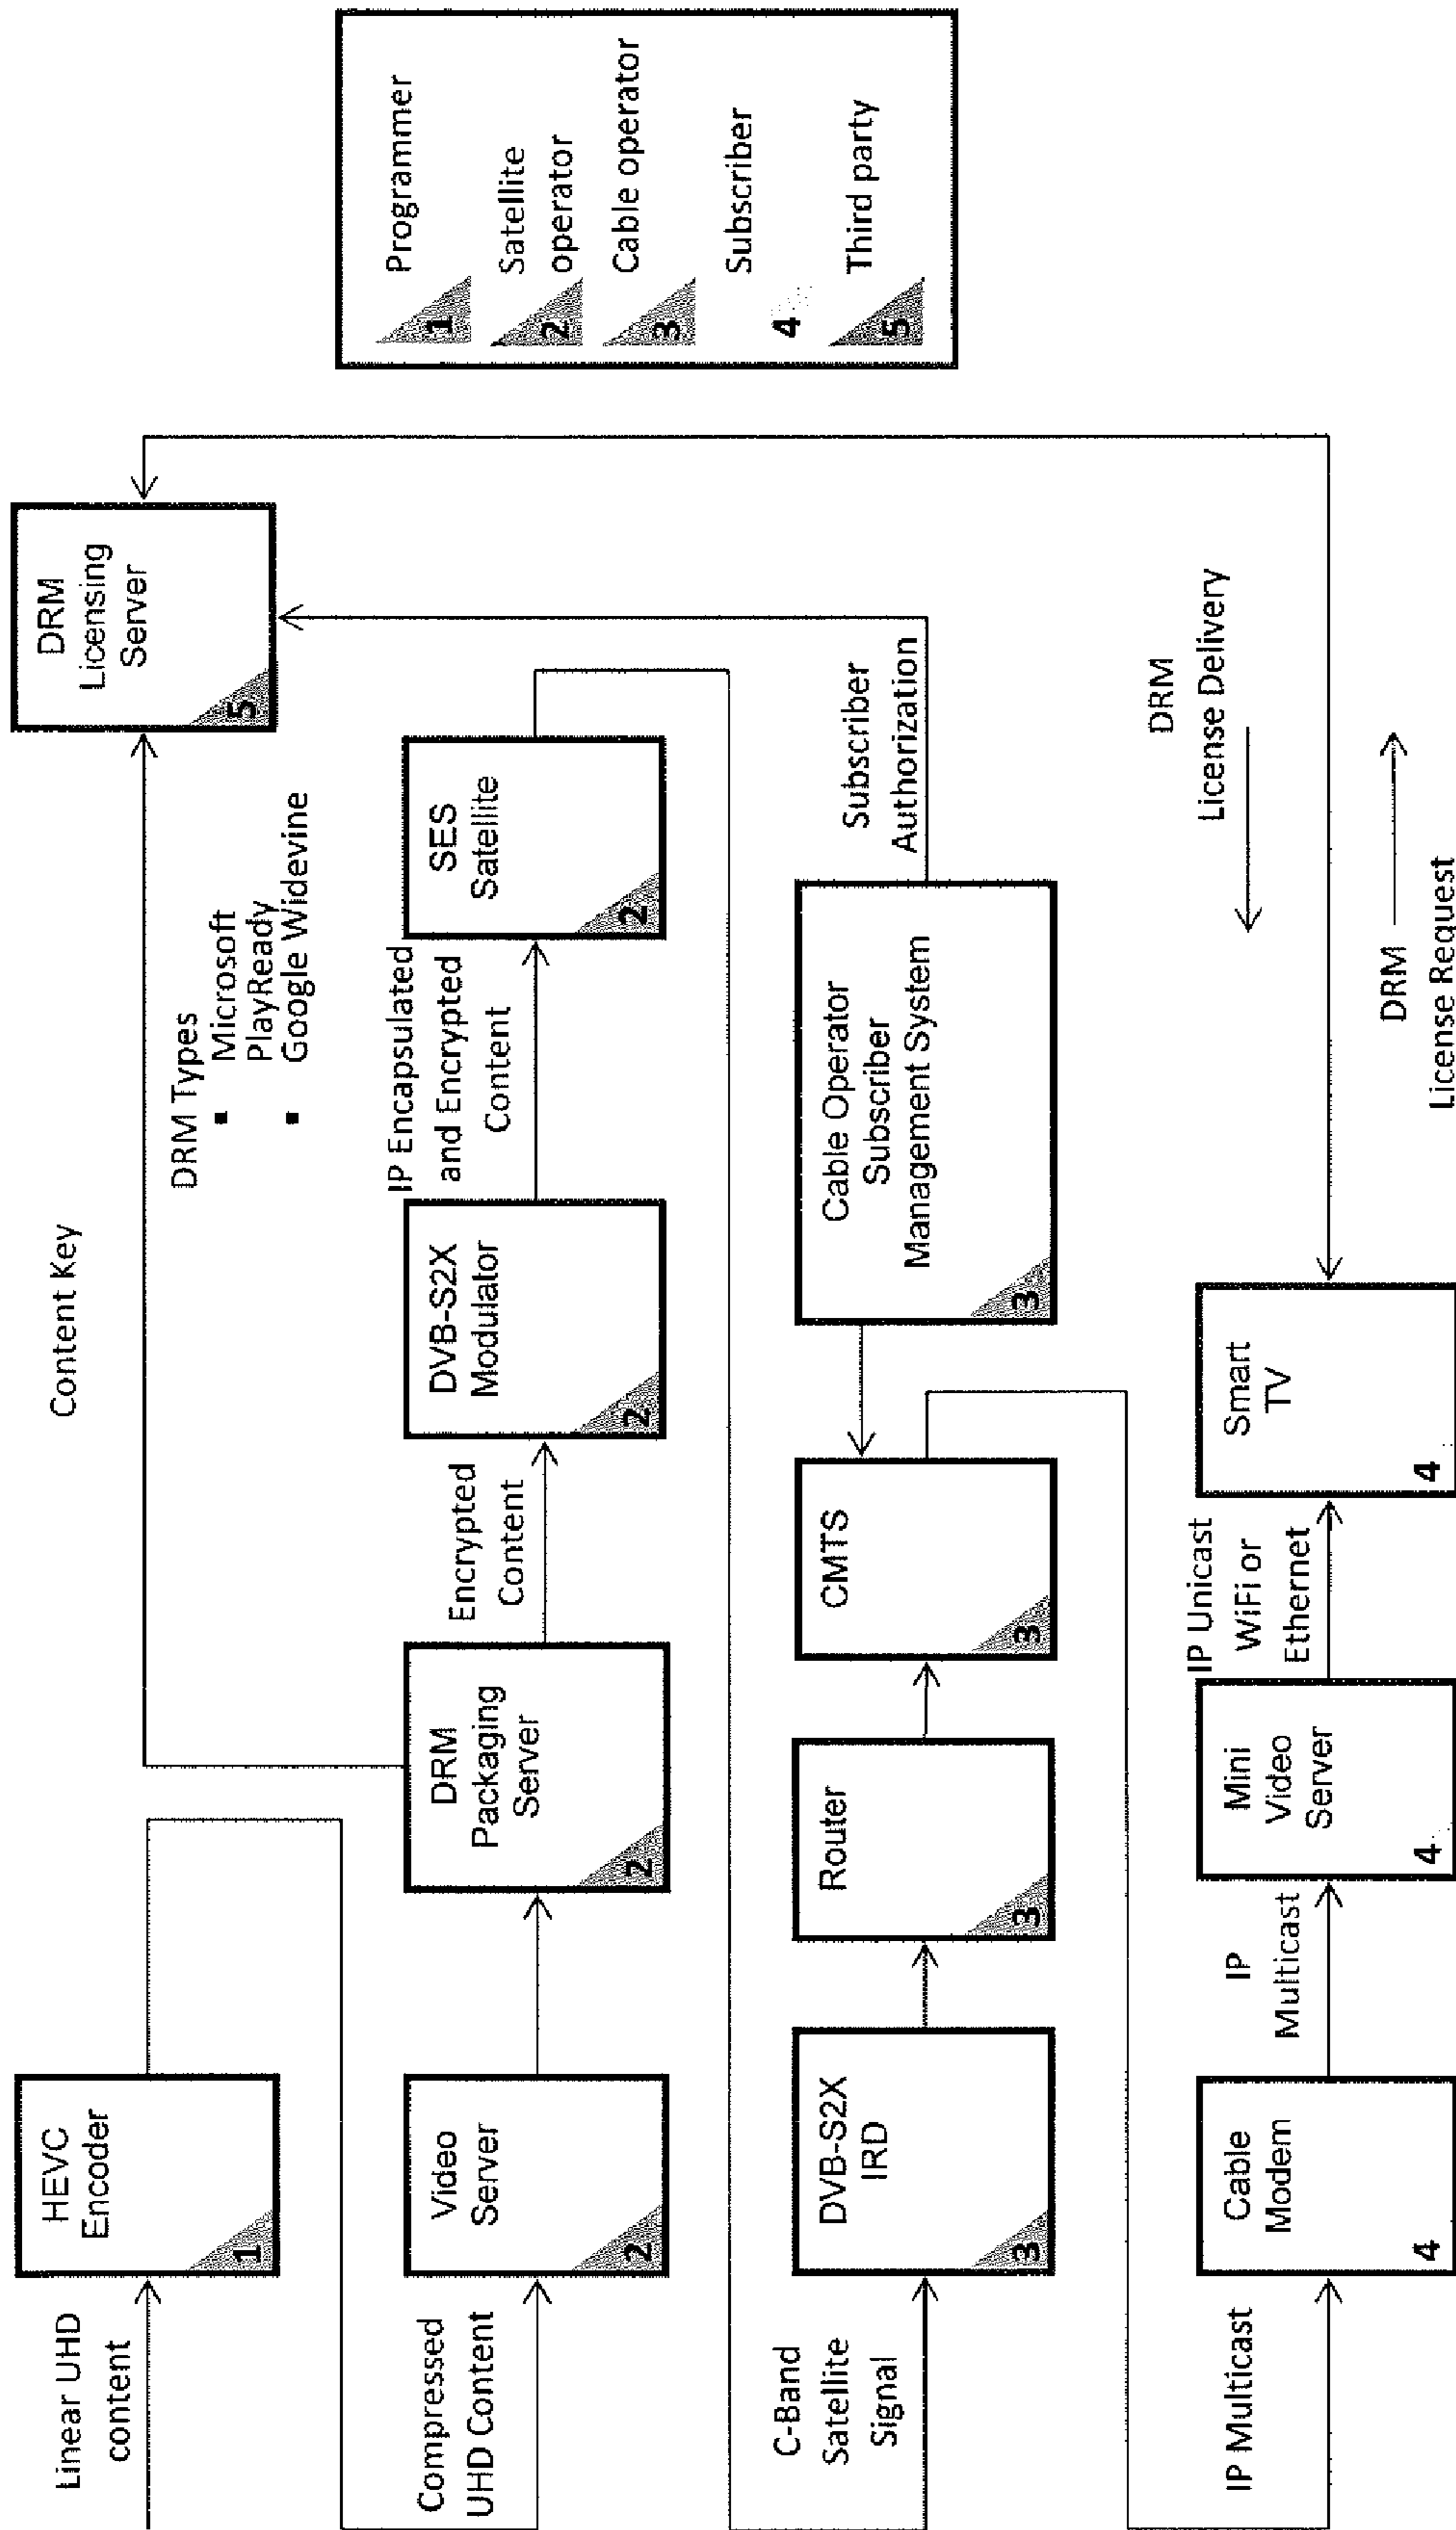 Linear UHD
content
HEVC
Encoder
1
Content Key
DRM
Licensing
Server
5
DRM Types
▪ Microsoft
PlayReady
▪ Google Widevine
Compressed
UHD Content
Video
Server
2
DRM
Packaging
Server
2
Encrypted
Content
DVB-S2X
Modulator
2
IP Encapsulated
and Encrypted
Content
SES
Satellite
2
C-Band
Satellite
Signal
DVB-S2X
IRD
3
Router
3
CMTS
3
Cable Operator
Subscriber
Management System
3
Subscriber
Authorization
IP Multicast
Cable
Modem
4
IP
Multicast
Mini
Video
Server
4
IP Unicast
WiFi or
Ethernet
Smart
TV
4
DRM
License Delivery
DRM
License Request
1 Programmer
2 Satellite
operator
3 Cable operator
4 Subscriber
5 Third party